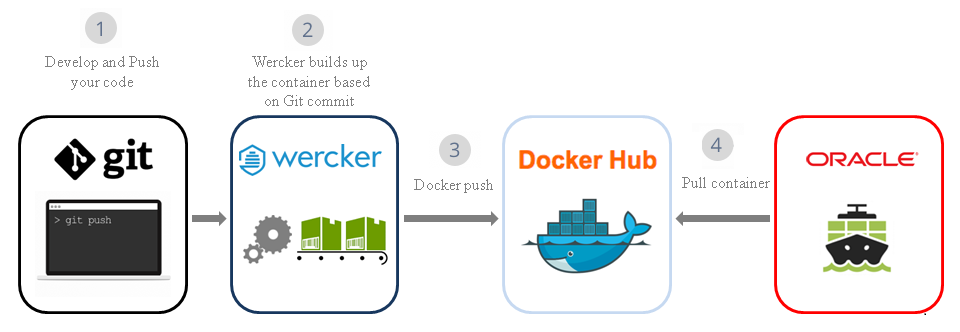 1
Develop and Push
your code
2
Wercker builds up
the container based
on Git commit
git
> git push
wercker
3
Docker push
Docker Hub
4
Pull container
ORACLE